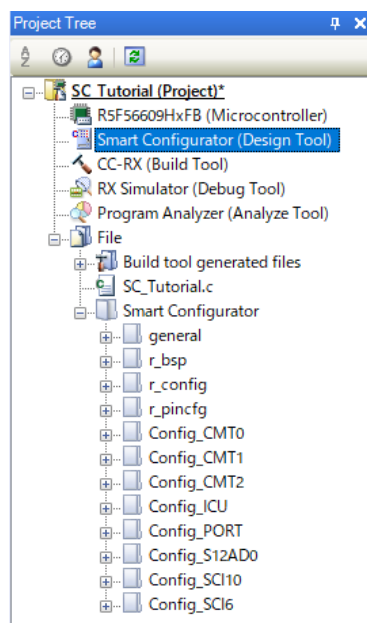 Project Tree
SC_Tutorial (Project)*
R5F56609HxFB (Microcontroller)
Smart Configurator (Design Tool)
CC-RX (Build Tool)
RX Simulator (Debug Tool)
Program Analyzer (Analyze Tool)
File
Build tool generated files
SC_Tutorial.c
Smart Configurator
general
r_bsp
r_config
r_pincfg
Config_CMT0
Config_CMT1
Config_CMT2
Config_ICU
Config_PORT
Config_S12AD0
Config_SCI10
Config_SCI6